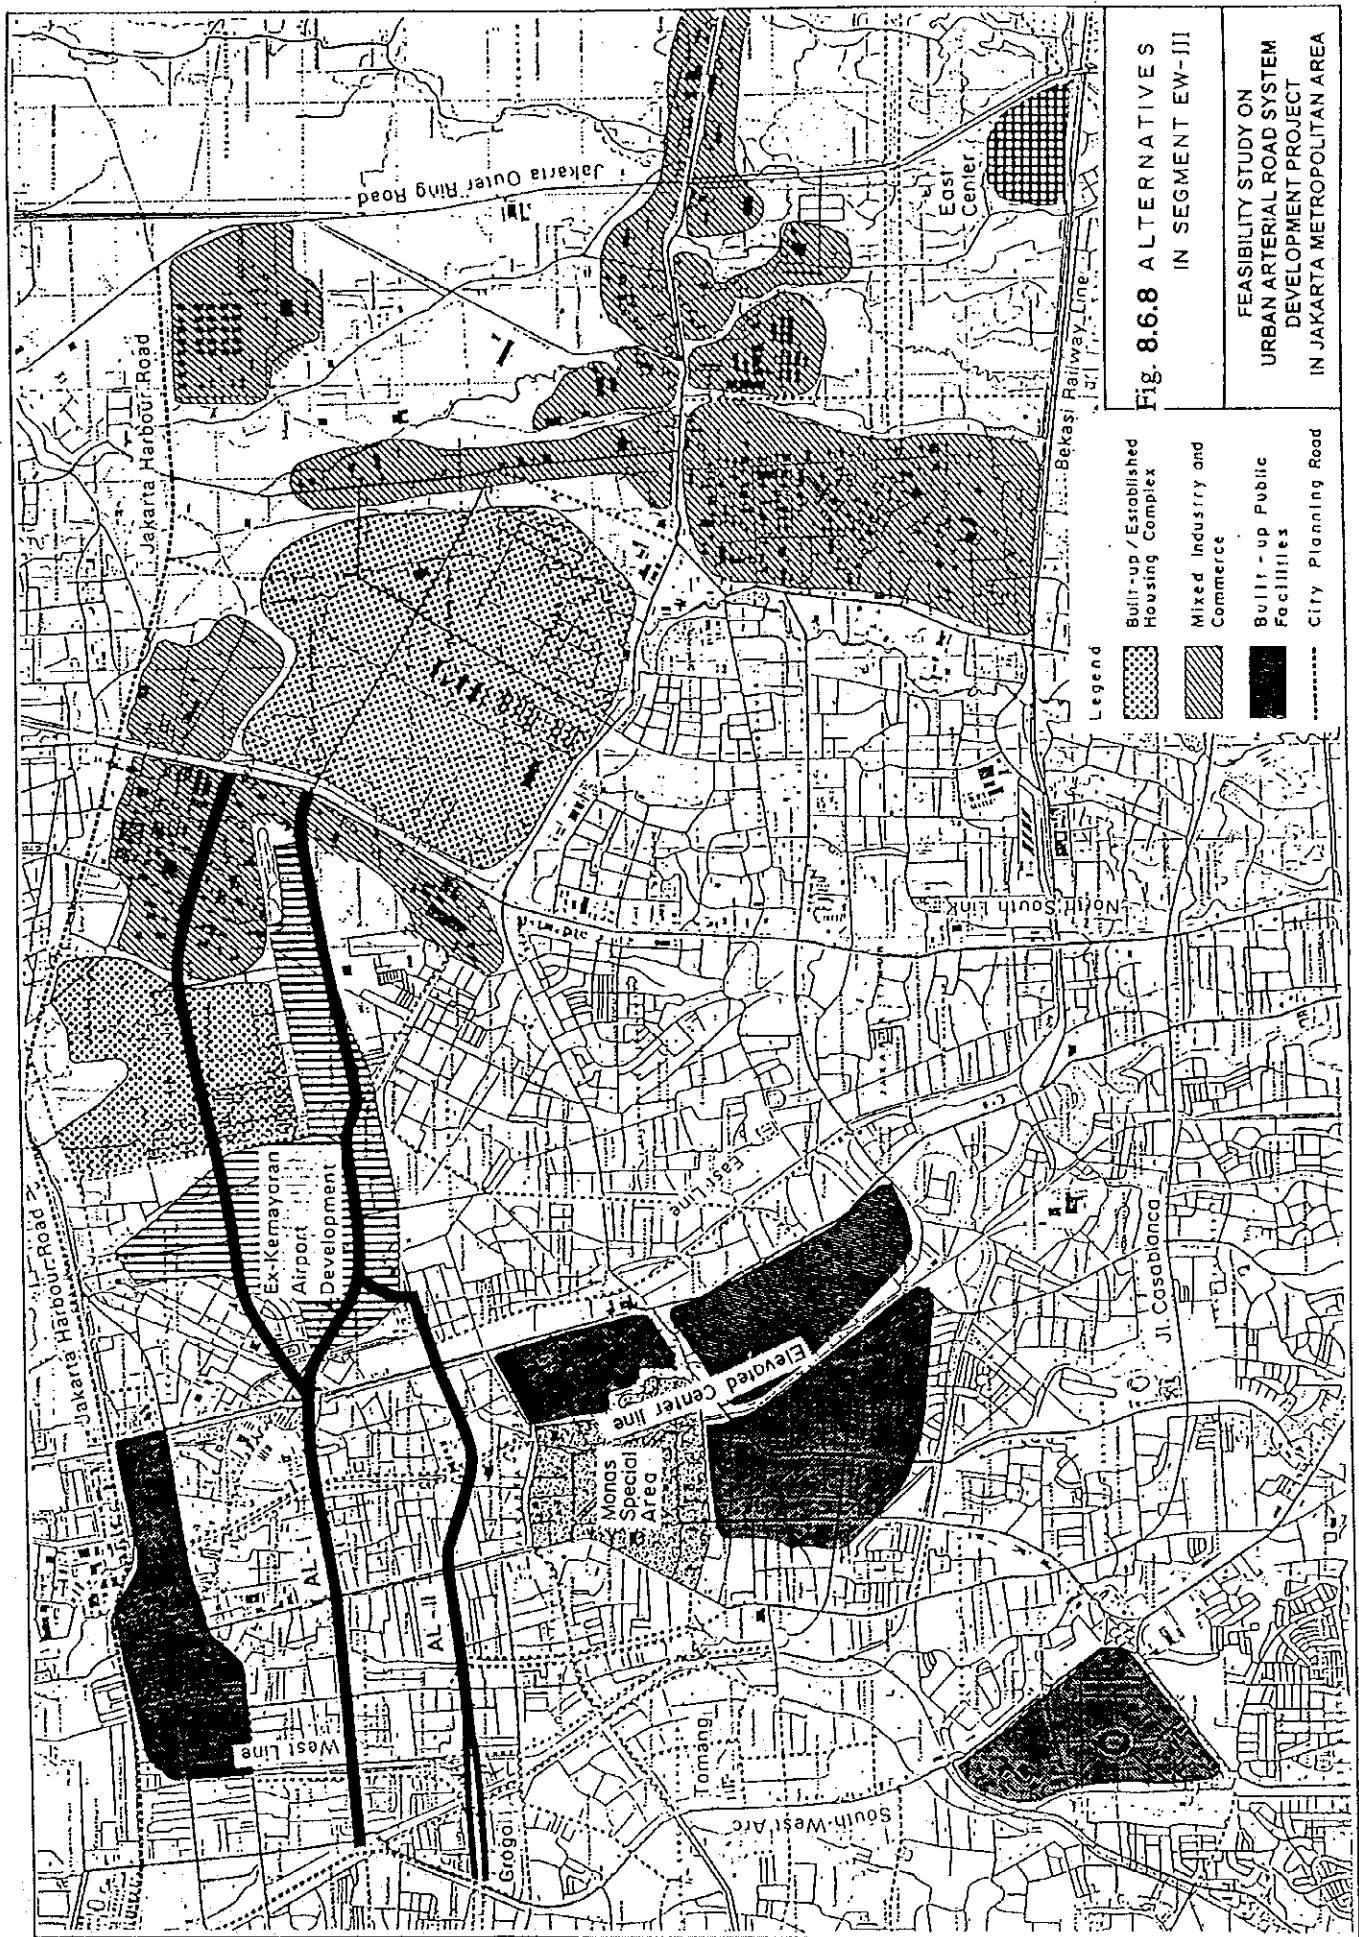 Fig. 8.6.8 ALTERNATIVES
IN SEGMENT EW-III
FEASIBILITY STUDY ON
URBAN ARTERIAL ROAD SYSTEM
DEVELOPMENT PROJECT
IN JAKARTA METROPOLITAN AREA
Legend
Built-up / Established
Housing Complex
Mixed Industry and
Commerce
Built-up Public
Facilities
City Planning Road
Jakarta Harbour Road
Jakarta Harbour Road
Jakarta Outer Ring Road
East
Center
Bekasi Railway Line
North South Link
Ex-Kemayoran
Airport
Development
East Line
Elevated Center line
Monas
Special
Area
Jl. Casablanca
AL-I
AL-II
West Line
Grogol
Tomang
South-West Arc
JAKARTA